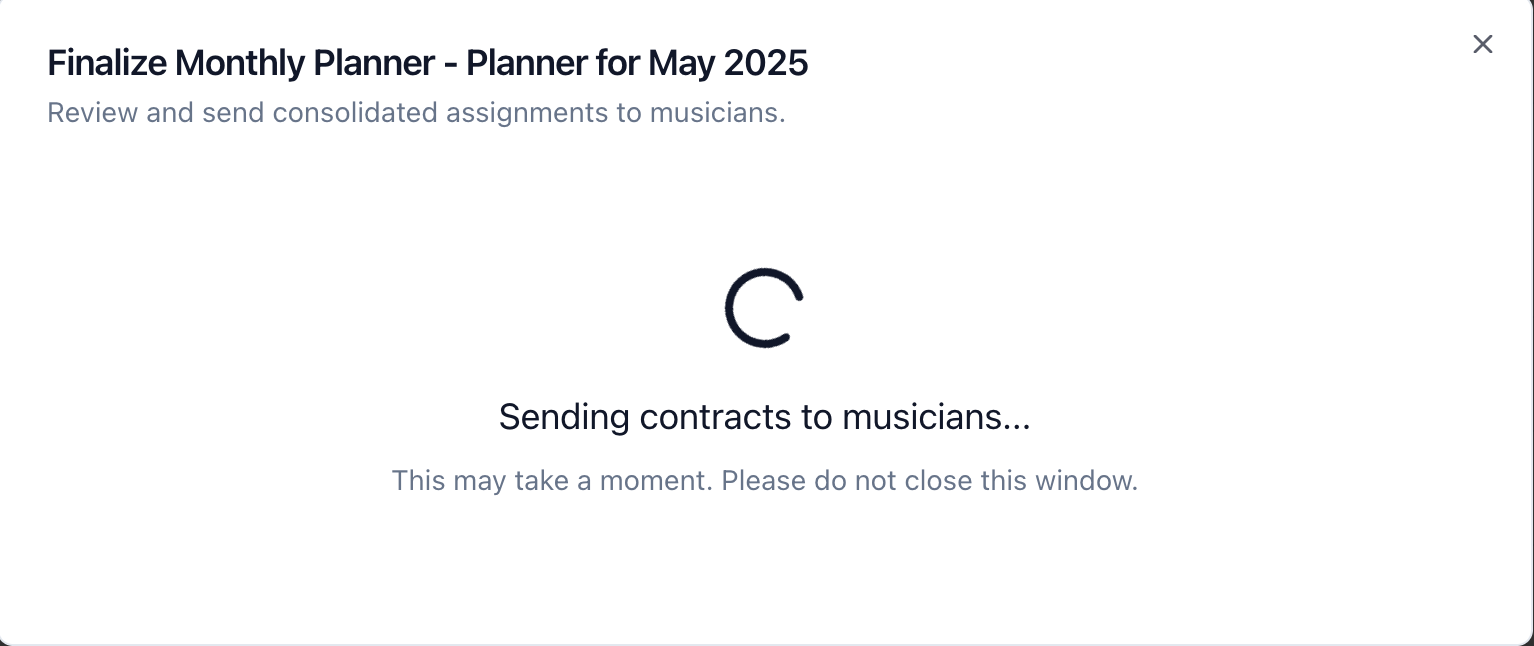 Finalize Monthly Planner - Planner for May 2025
Review and send consolidated assignments to musicians.
Sending contracts to musicians...
This may take a moment. Please do not close this window.